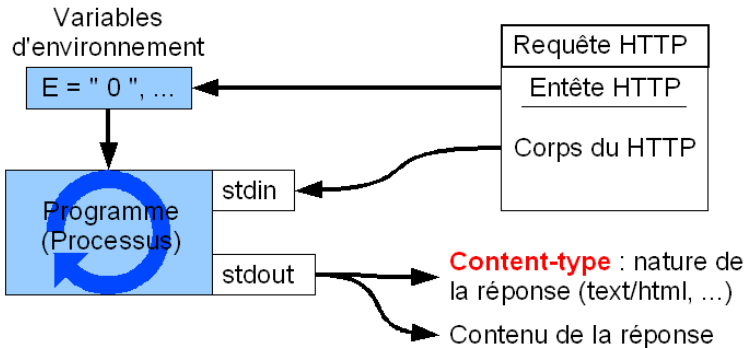 Variables
d'environnement
E = " 0 ", ...
Requête HTTP
Entête HTTP
Corps du HTTP
Programme
(Processus)
stdin
stdout
Content-type : nature de
la réponse (text/html, ...)
Contenu de la réponse